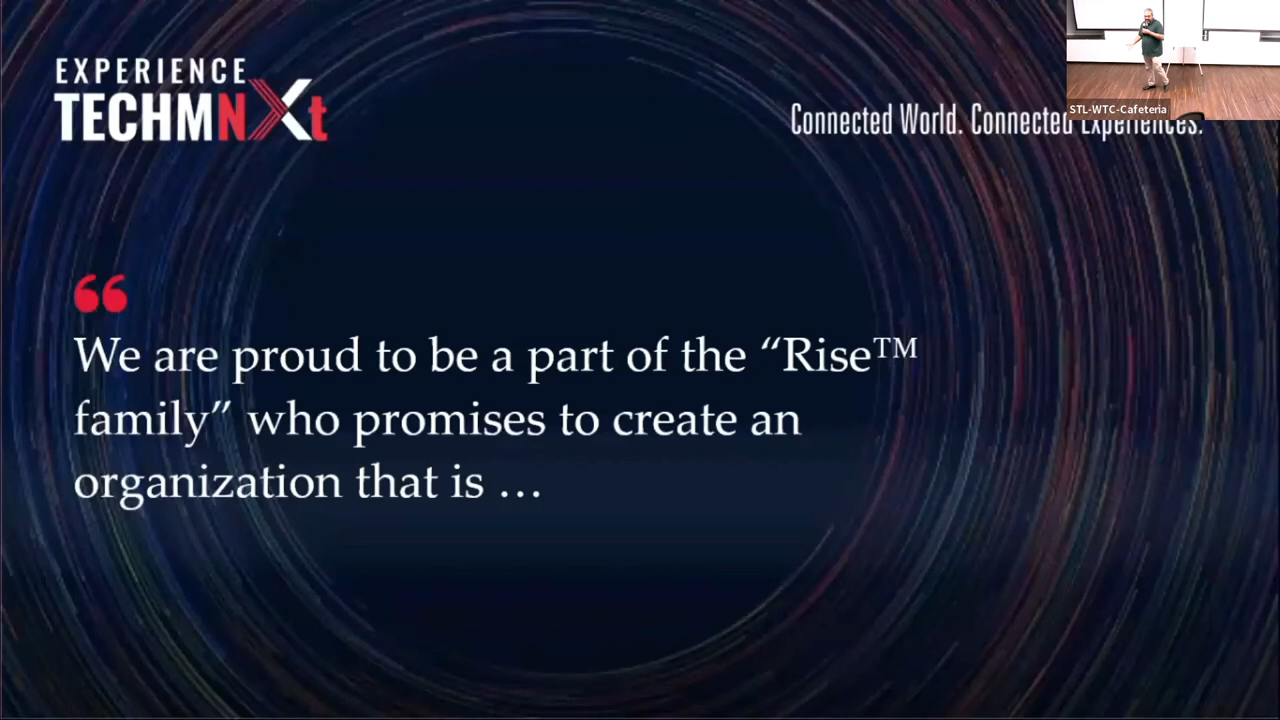 EXPERIENCE
TECHMNXt
Connected World. Connected Experiences.
STL-WTC-Cafeteria
“
We are proud to be a part of the “Rise™
family” who promises to create an
organization that is …